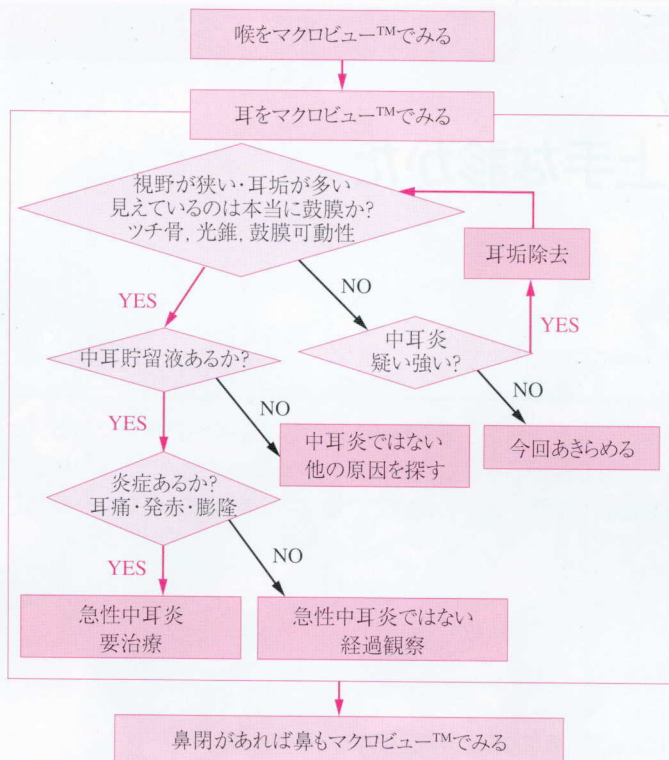 喉をマクロビュー™でみる
耳をマクロビュー™でみる
視野が狭い・耳垢が多い
見えているのは本当に鼓膜か?
ツチ骨, 光錐, 鼓膜可動性
耳垢除去
YES
NO
YES
中耳貯留液あるか?
中耳炎
疑い強い?
YES
NO
NO
中耳炎ではない
他の原因を探す
今回あきらめる
炎症あるか?
耳痛・発赤・膨隆
YES
NO
急性中耳炎
要治療
急性中耳炎ではない
経過観察
鼻閉があれば鼻もマクロビュー™でみる